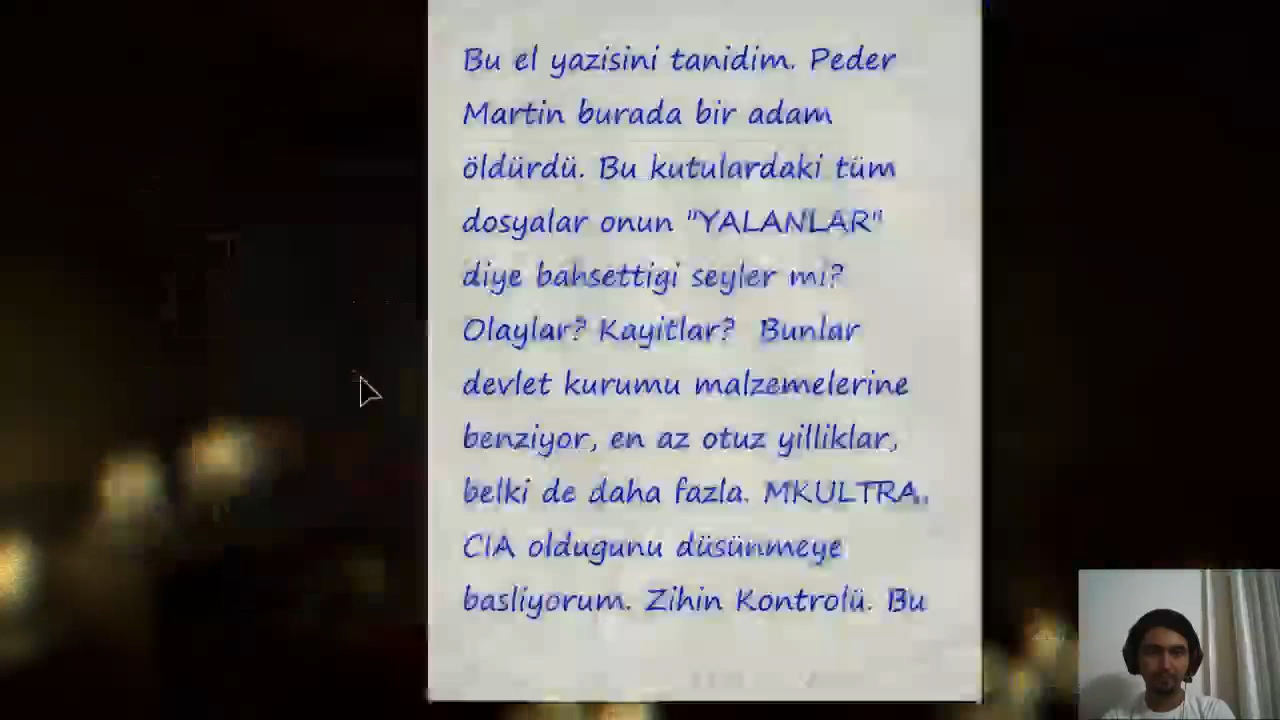 Bu el yazisini tanidim. Peder
Martin burada bir adam
öldürdü. Bu kutulardaki tüm
dosyalar onun "YALANLAR"
diye bahsettigi seyler mi?
Olaylar? Kayitlar? Bunlar
devlet kurumu malzemelerine
benziyor, en az otuz yilliklar,
belki de daha fazla. MKULTRA.
CIA oldugunu düsünmeye
basliyorum. Zihin Kontrolü. Bu